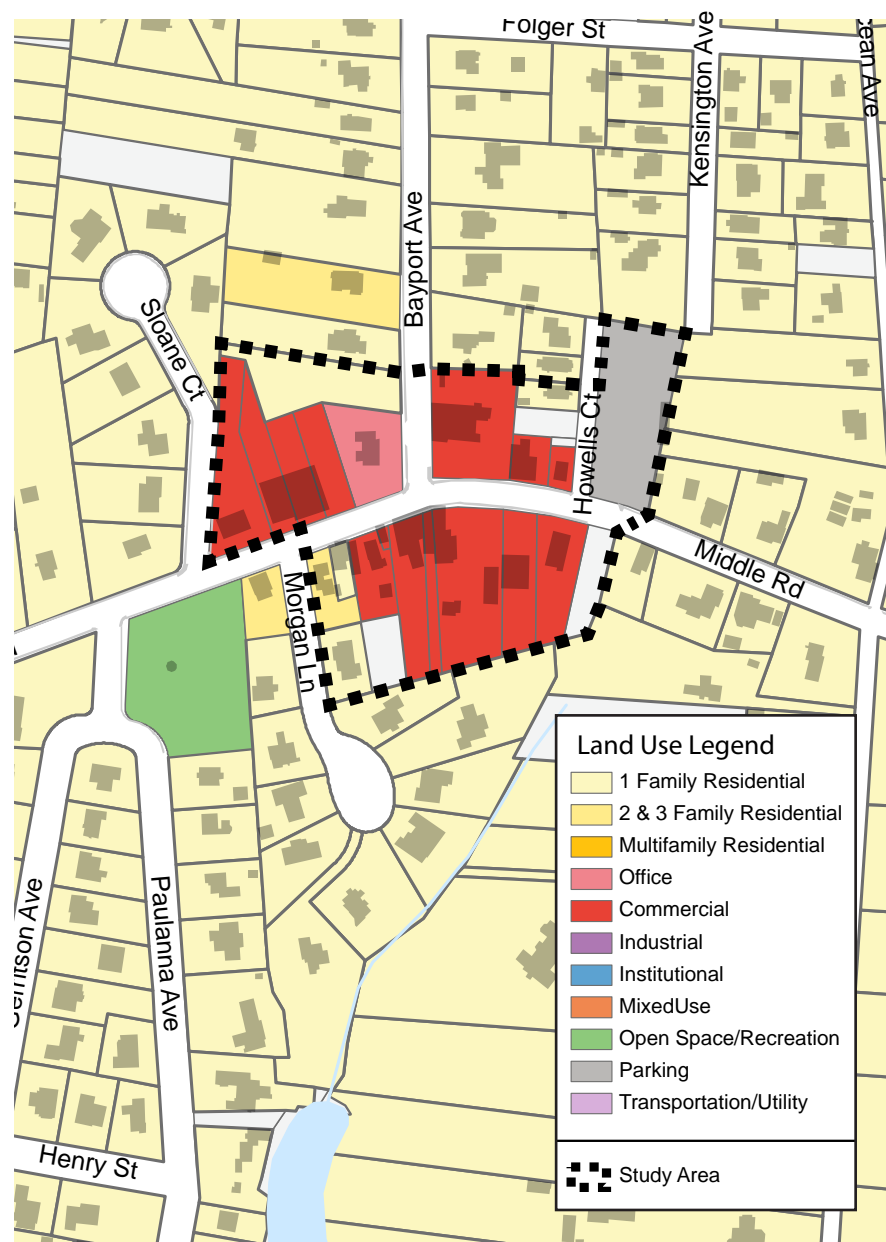 Folger St
Kensington Ave
Bayport Ave
Sloane Ct
Howells Ct
Middle Rd
Morgan Ln
Paulanna Ave
Henry St
Land Use Legend
1 Family Residential
2 & 3 Family Residential
Multifamily Residential
Office
Commercial
Industrial
Institutional
MixedUse
Open Space/Recreation
Parking
Transportation/Utility
Study Area